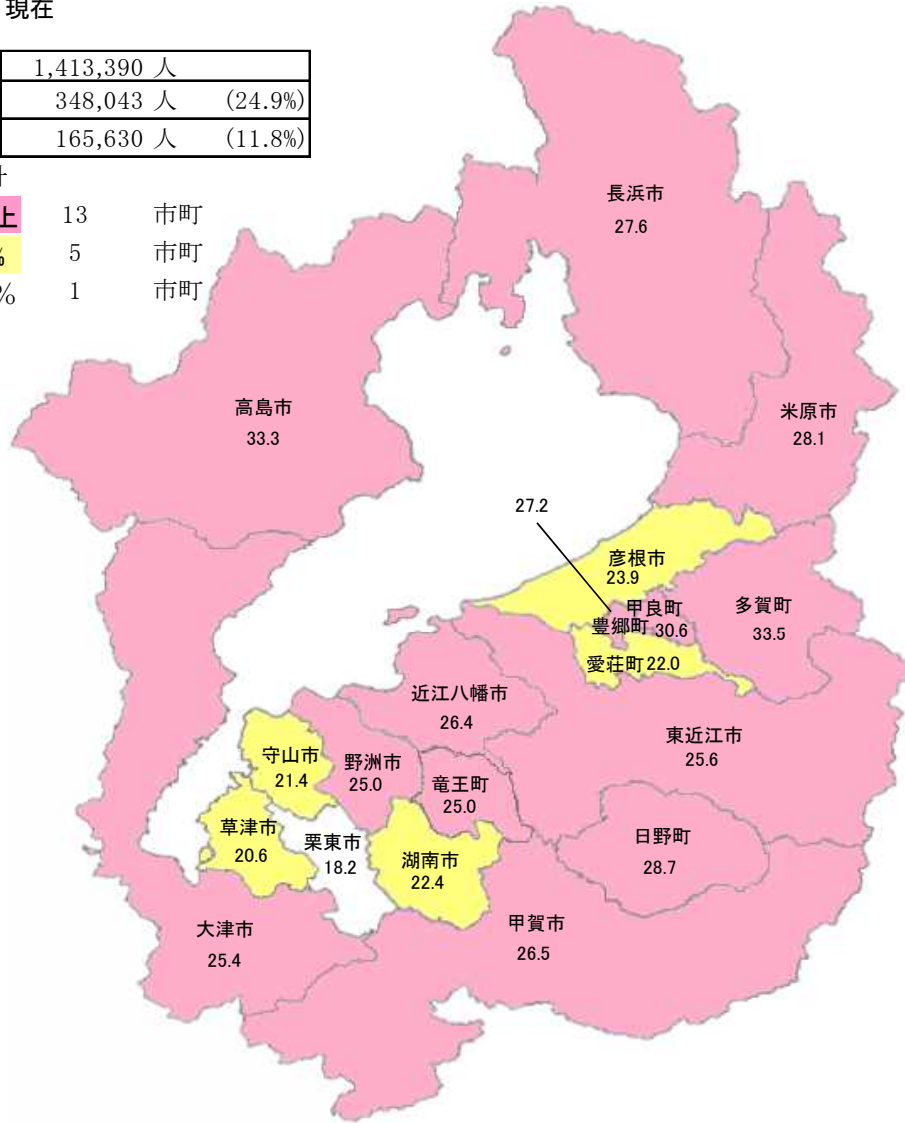 現在
1,413,390 人
348,043 人 (24.9%)
165,630 人 (11.8%)
上 13 市町
% 5 市町
% 1 市町
長浜市
27.6
米原市
28.1
高島市
33.3
27.2
彦根市
23.9
甲良町
30.6
豊郷町
多賀町
33.5
愛荘町 22.0
近江八幡市
26.4
東近江市
25.6
守山市
21.4
野洲市
25.0
竜王町
25.0
草津市
20.6
栗東市
18.2
湖南市
22.4
日野町
28.7
大津市
25.4
甲賀市
26.5